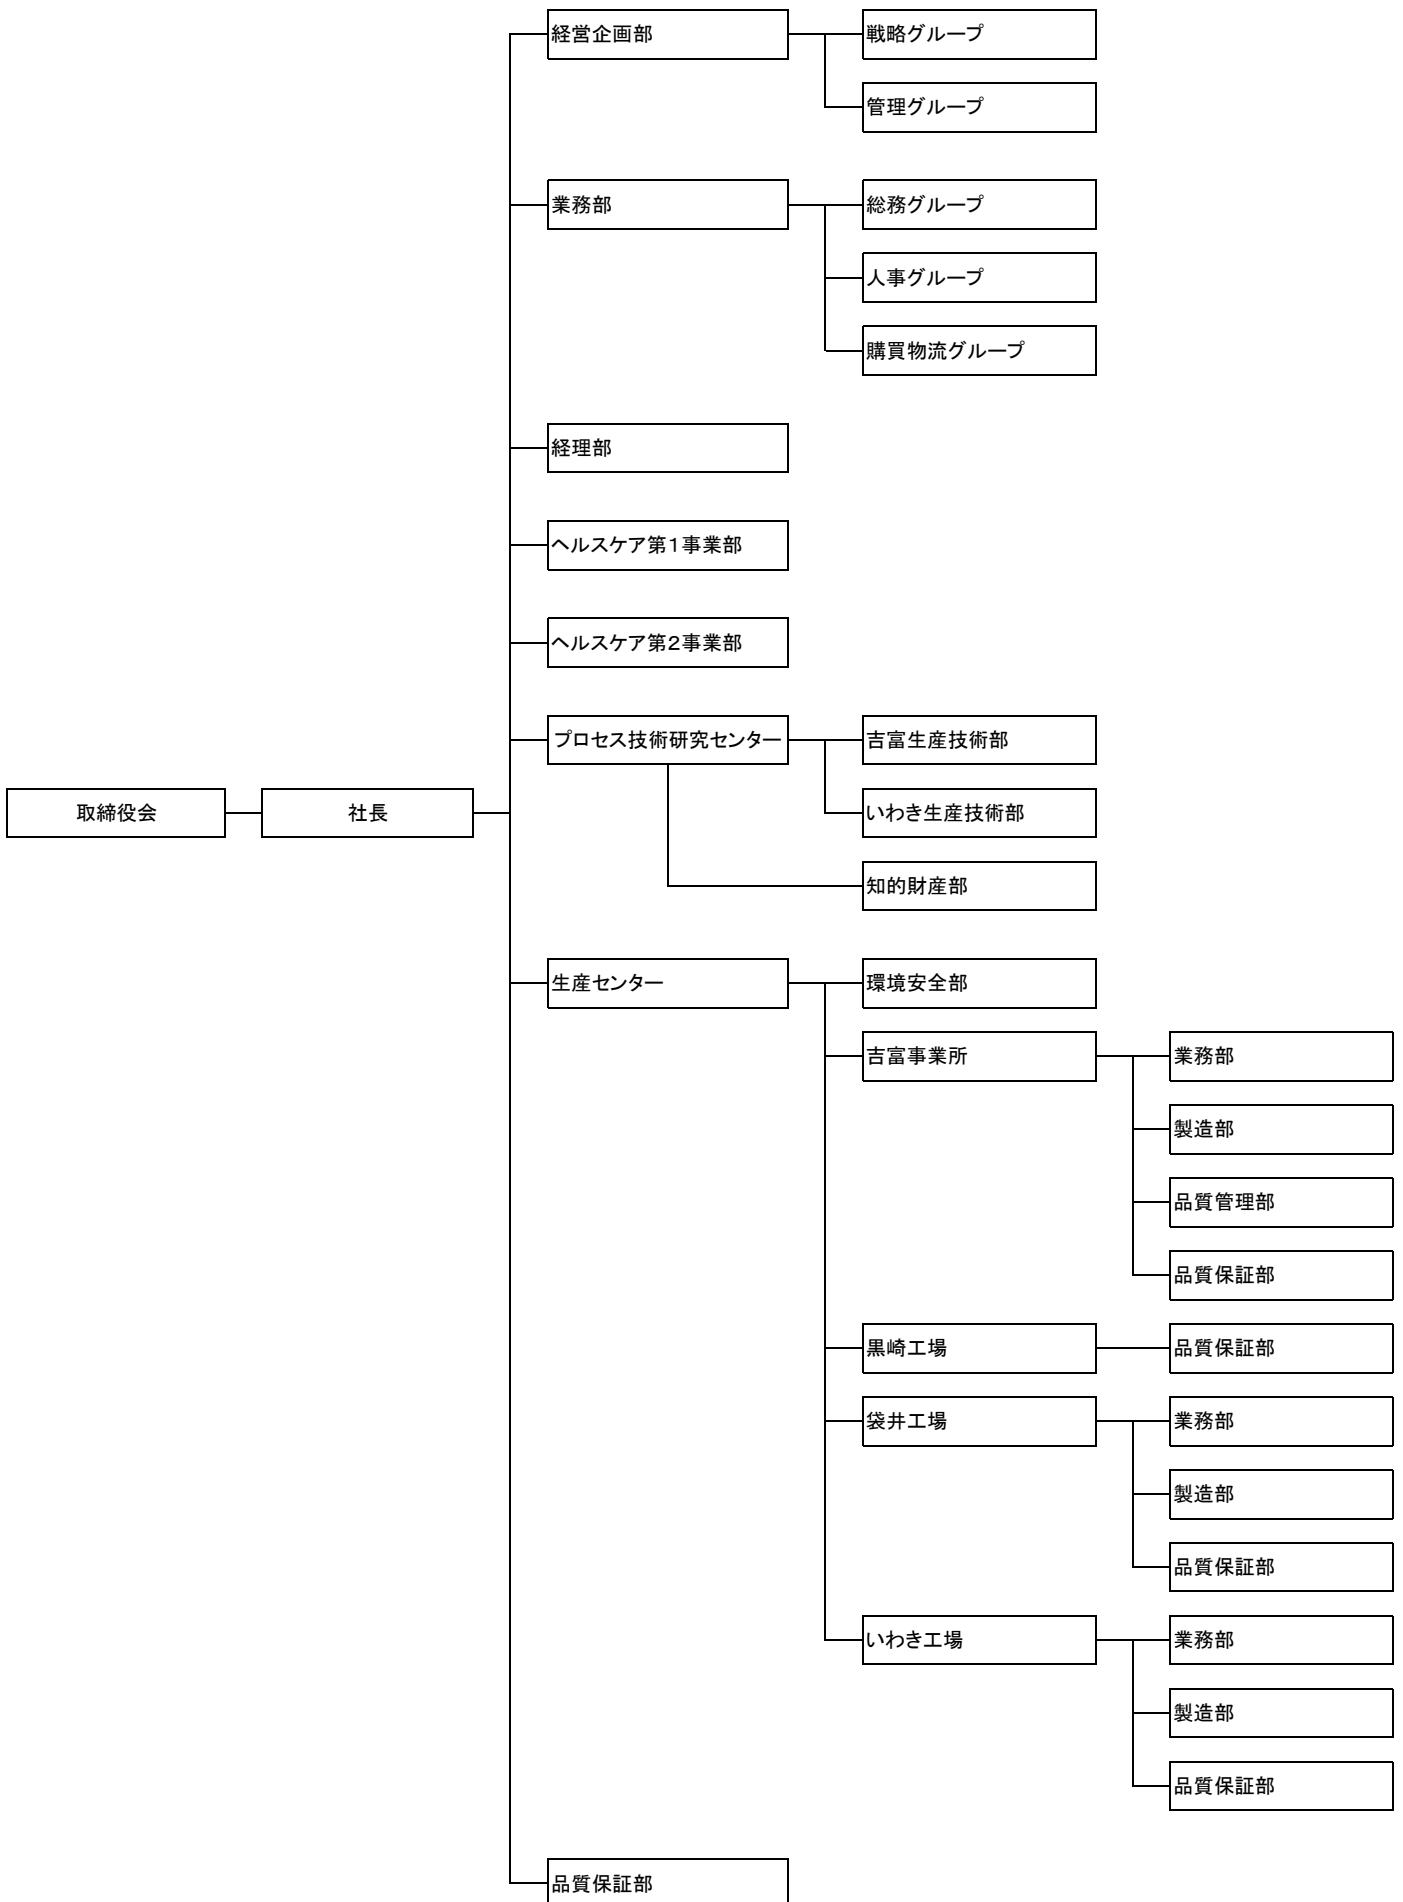 経営企画部
戦略グループ
管理グループ
業務部
総務グループ
人事グループ
購買物流グループ
経理部
ヘルスケア第1事業部
ヘルスケア第2事業部
プロセス技術研究センター
吉富生産技術部
取締役会
社長
いわき生産技術部
知的財産部
生産センター
環境安全部
吉富事業所
業務部
製造部
品質管理部
品質保証部
黒崎工場
品質保証部
袋井工場
業務部
製造部
品質保証部
いわき工場
業務部
製造部
品質保証部
品質保証部